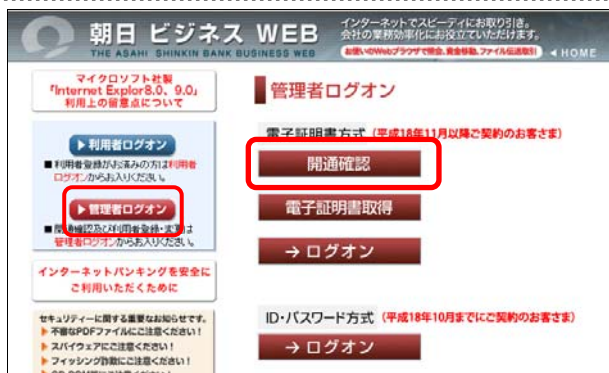 朝日 ビジネス WEB
THE ASAHI SHINKIN BANK BUSINESS WEB
インターネットでスピーディにお取り引き。
会社の業務効率化にお役立ていただけます。
お使いのWebブラウザで照会、資金移動、ファイル伝送取引
HOME
マイクロソフト社製
「Internet Explor8.0、9.0」
利用上の留意点について
利用者ログオン
■利用者登録がお済みの方は利用者
ログオンからお入りください。
管理者ログオン
■開通確認及び利用者登録・変更は
管理者ログオンからお入りください。
インターネットバンキングを安全に
ご利用いただくために
セキュリティーに関する重要なお知らせです。
不審なPDFファイルにご注意ください!
スパイウェアにご注意ください!
フィッシング詐欺にご注意ください!
管理者ログオン
電子証明書方式(平成18年11月以降ご契約のお客さま)
開通確認
電子証明書取得
→ ログオン
ID・パスワード方式(平成18年10月までにご契約のお客さま)
→ ログオン